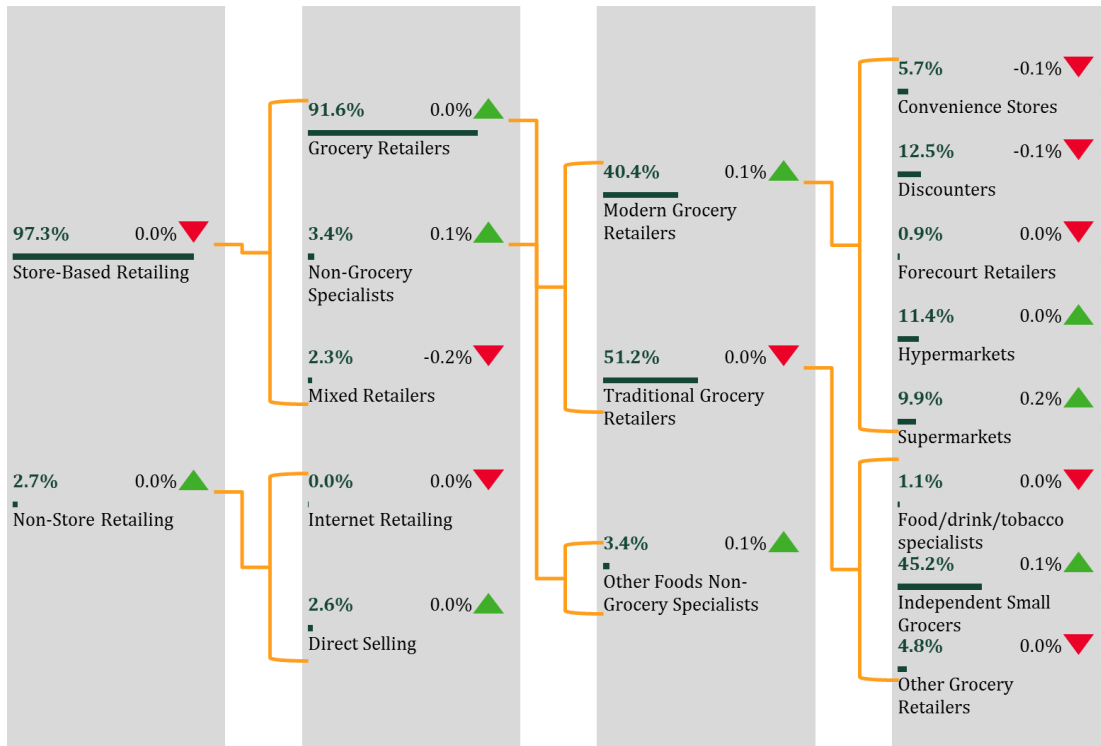 97.3% 0.0%
Store-Based Retailing
2.7% 0.0%
Non-Store Retailing
91.6% 0.0%
Grocery Retailers
3.4% 0.1%
Non-Grocery
Specialists
2.3% -0.2%
Mixed Retailers
0.0% 0.0%
Internet Retailing
2.6% 0.0%
Direct Selling
40.4% 0.1%
Modern Grocery
Retailers
51.2% 0.0%
Traditional Grocery
Retailers
3.4% 0.1%
Other Foods Non-
Grocery Specialists
5.7% -0.1%
Convenience Stores
12.5% -0.1%
Discounters
0.9% 0.0%
Forecourt Retailers
11.4% 0.0%
Hypermarkets
9.9% 0.2%
Supermarkets
1.1% 0.0%
Food/drink/tobacco
specialists
45.2% 0.1%
Independent Small
Grocers
4.8% 0.0%
Other Grocery
Retailers